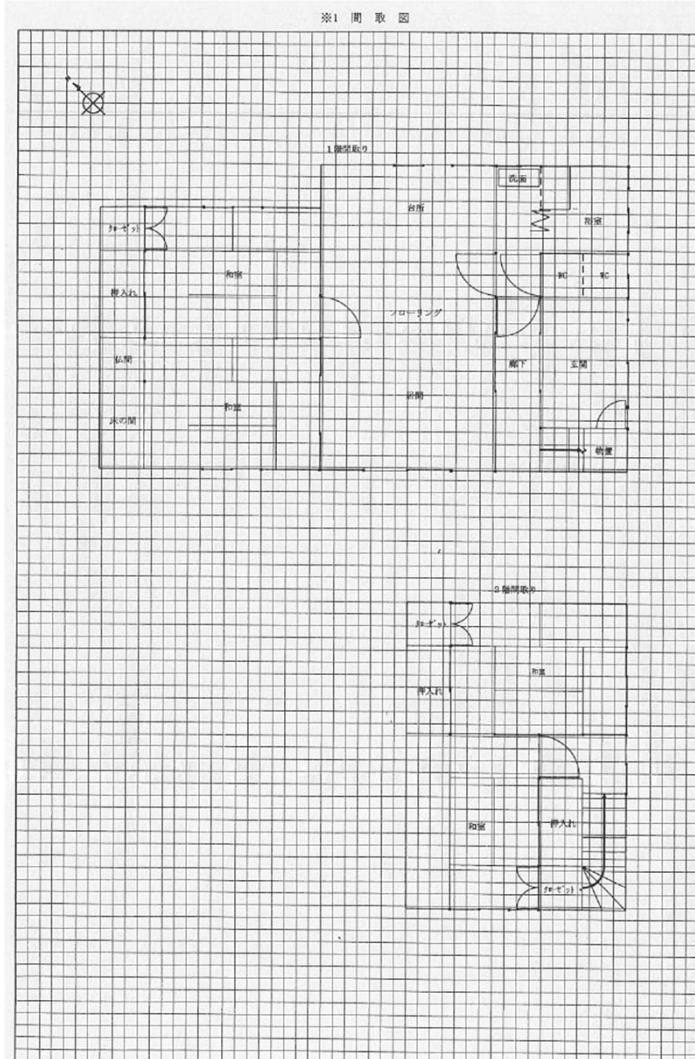 ※1 間 取 図
1階間取り
洗面
台所
浴室
クローゼット
和室
WC
WC
押入れ
フローリング
仏間
廊下
玄関
居間
和室
床の間
物置
2階間取り
クローゼット
和室
押入れ
和室
押入れ
クローゼット